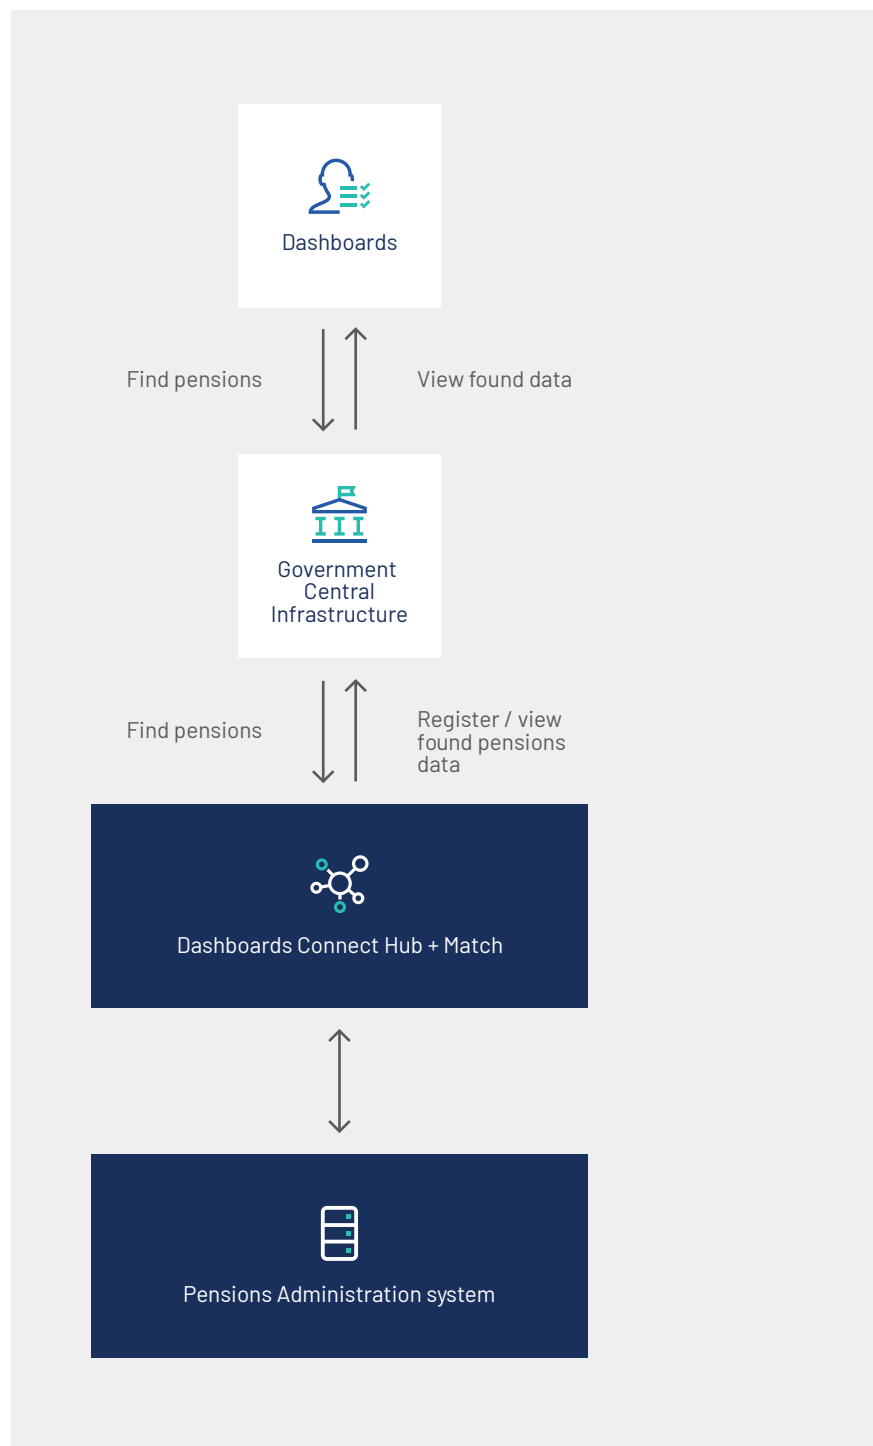 Dashboards
Find pensions
View found data
Government
Central
Infrastructure
Find pensions
Register / view
found pensions
data
Dashboards Connect Hub + Match
Pensions Administration system